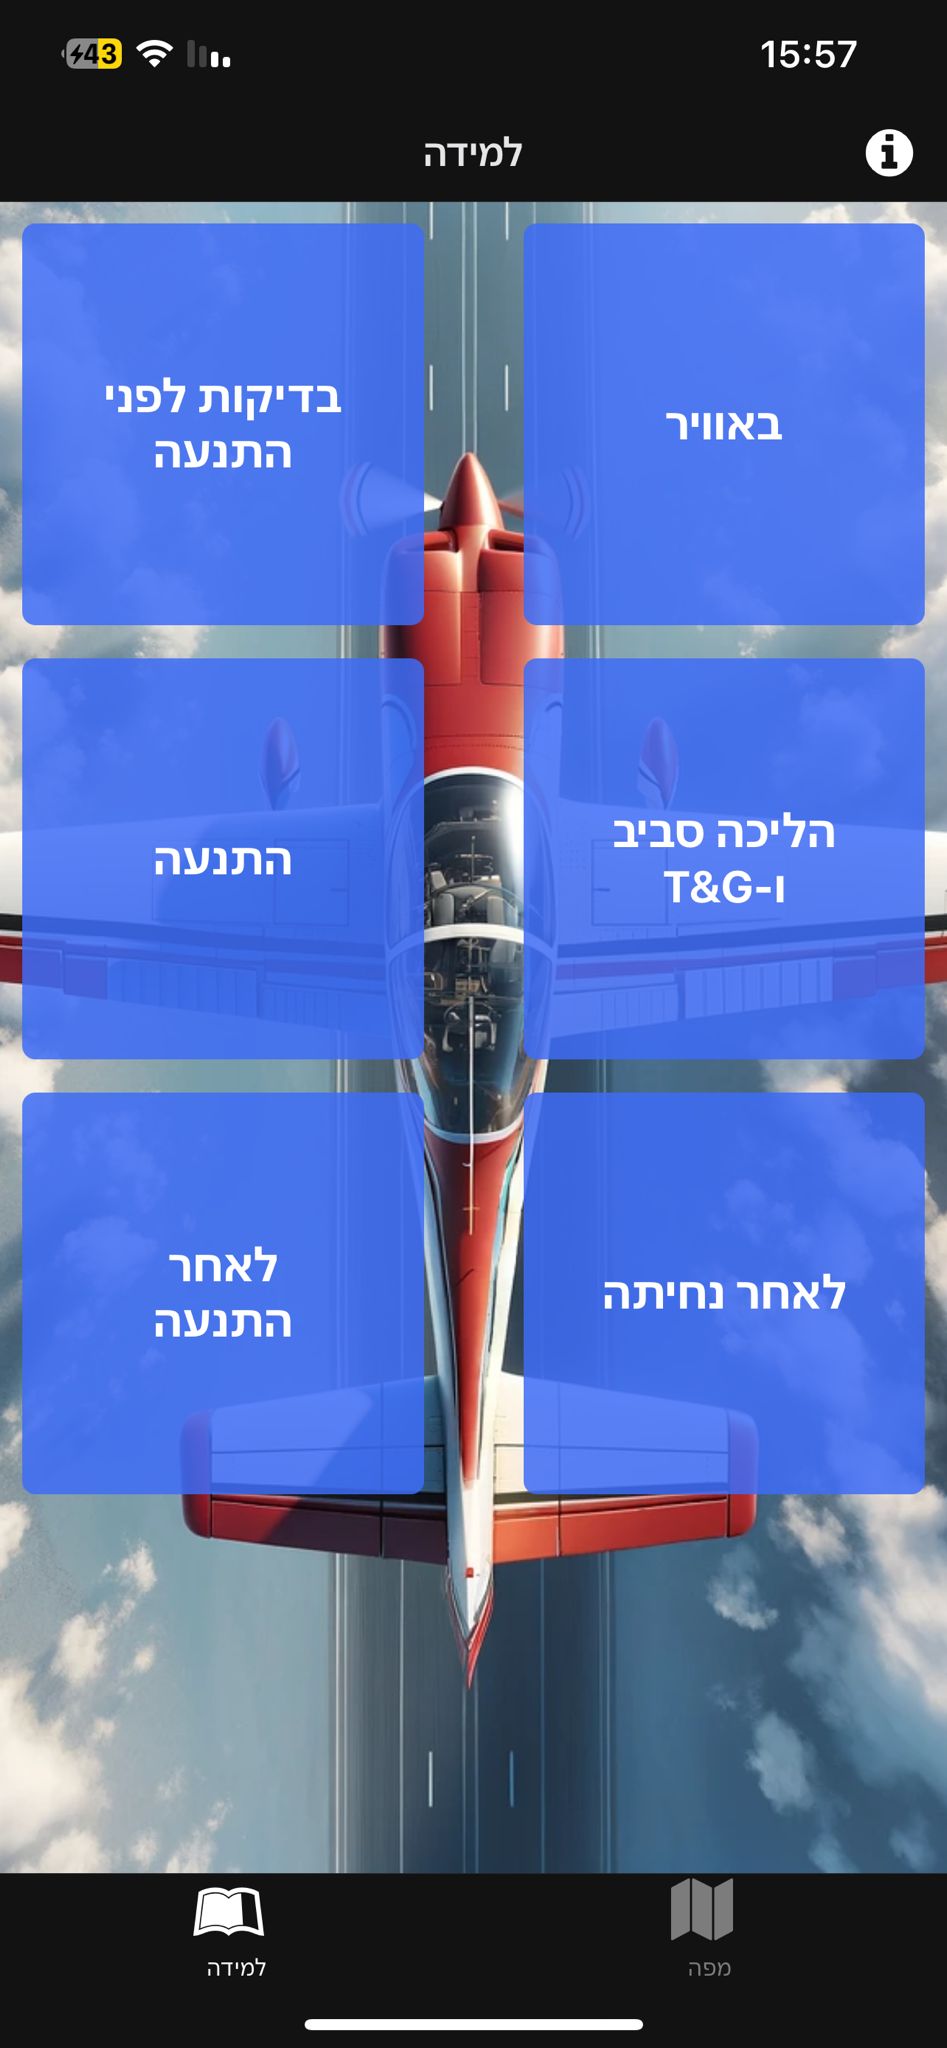 43
15:57
למידה
באוויר
בדיקות לפני
התנעה
הליכה סביב
ו-T&G
התנעה
לאחר נחיתה
לאחר
התנעה
מפה
למידה